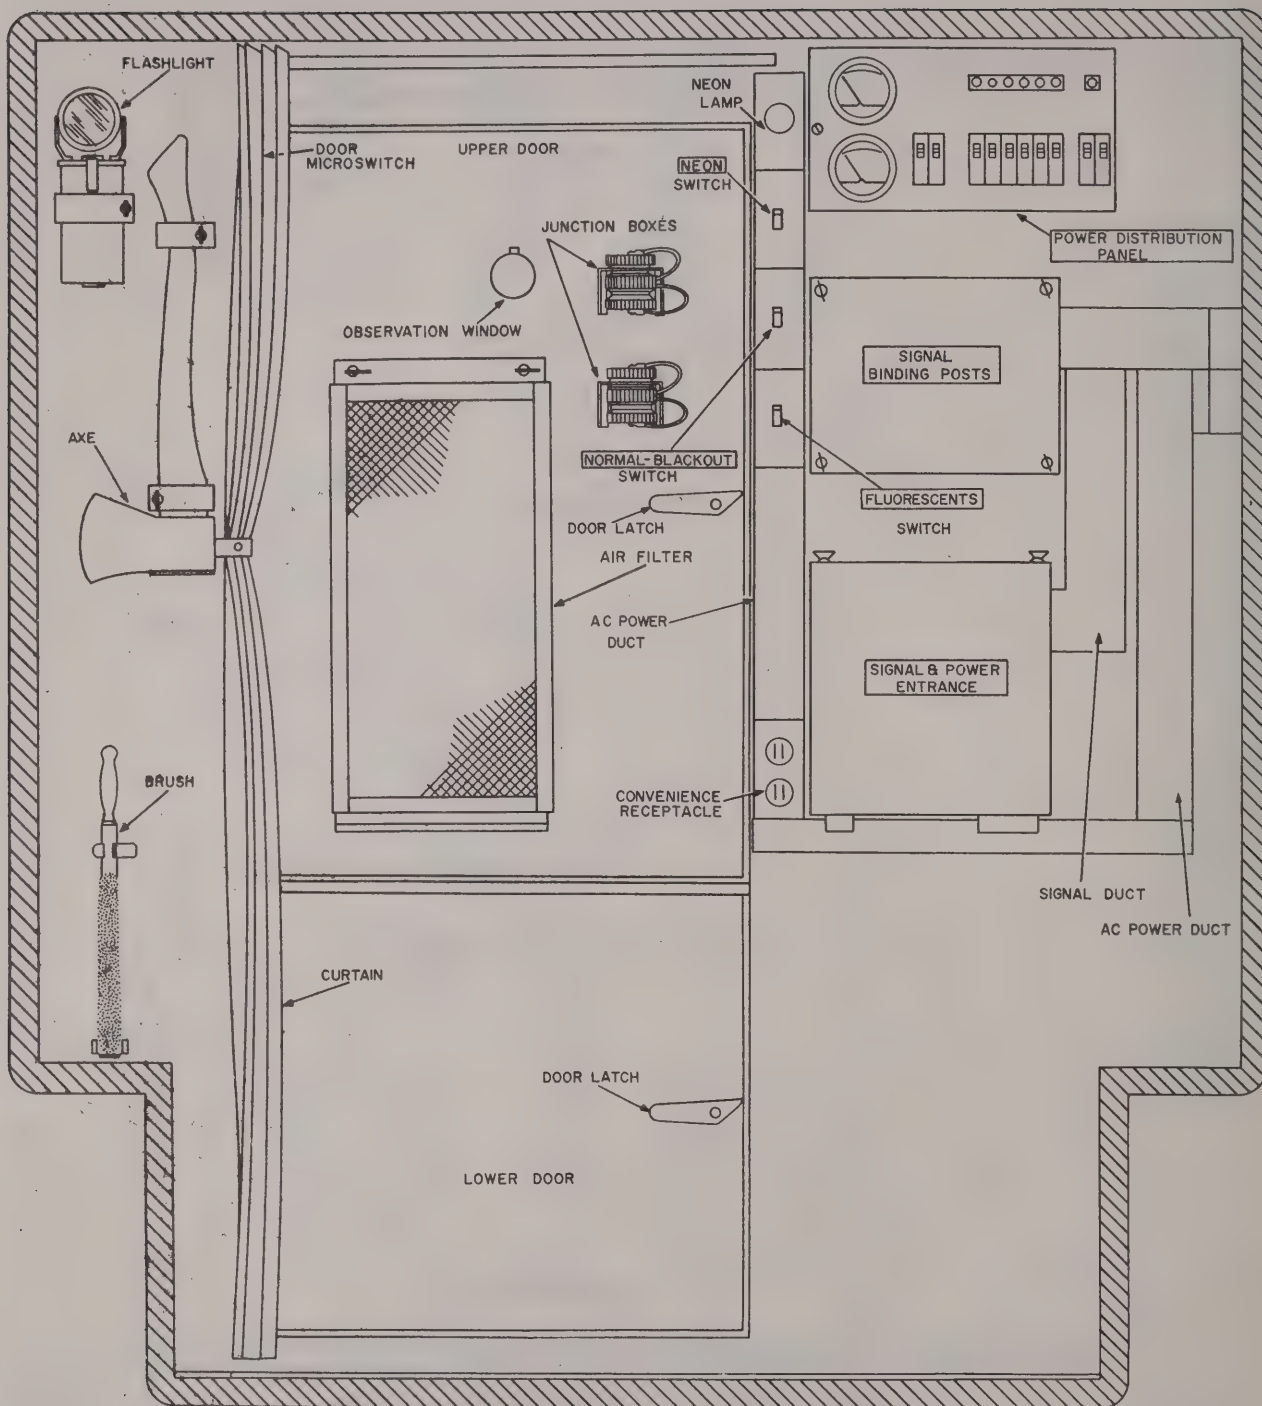 FLASHLIGHT
NEON
LAMP
DOOR
MICROSWITCH
UPPER DOOR
NEON
SWITCH
JUNCTION BOXES
POWER DISTRIBUTION
PANEL
OBSERVATION WINDOW
SIGNAL
BINDING POSTS
AXE
NORMAL-BLACKOUT
SWITCH
FLUORESCENTS
SWITCH
DOOR LATCH
AIR FILTER
AC POWER
DUCT
SIGNAL & POWER
ENTRANCE
BRUSH
CONVENIENCE
RECEPTACLE
SIGNAL DUCT
AC POWER DUCT
CURTAIN
DOOR LATCH
LOWER DOOR